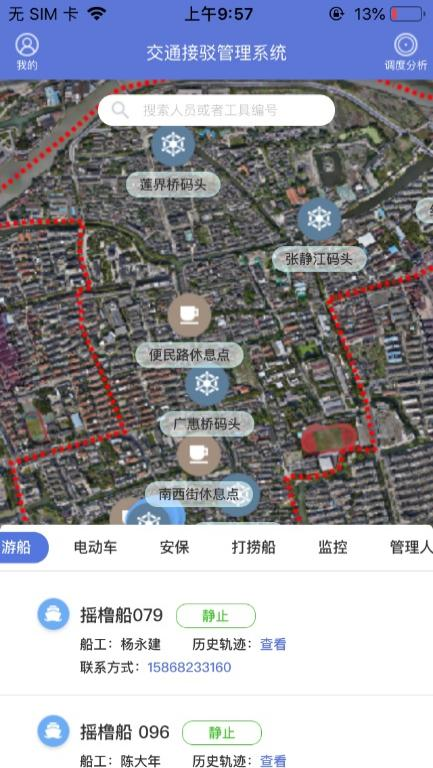 无 SIM 卡 上午9:57 13%
我的 交通接驳管理系统 调度分析
搜索人员或者工具编号
莲界桥码头
张静江码头
便民路休息点
广惠桥码头
南西街休息点
游船 电动车 安保 打捞船 监控 管理人
摇橹船079 静止
船工：杨永建 历史轨迹：查看
联系方式：15868233160
摇橹船 096 静止
船工：陈大年 历史轨迹：查看